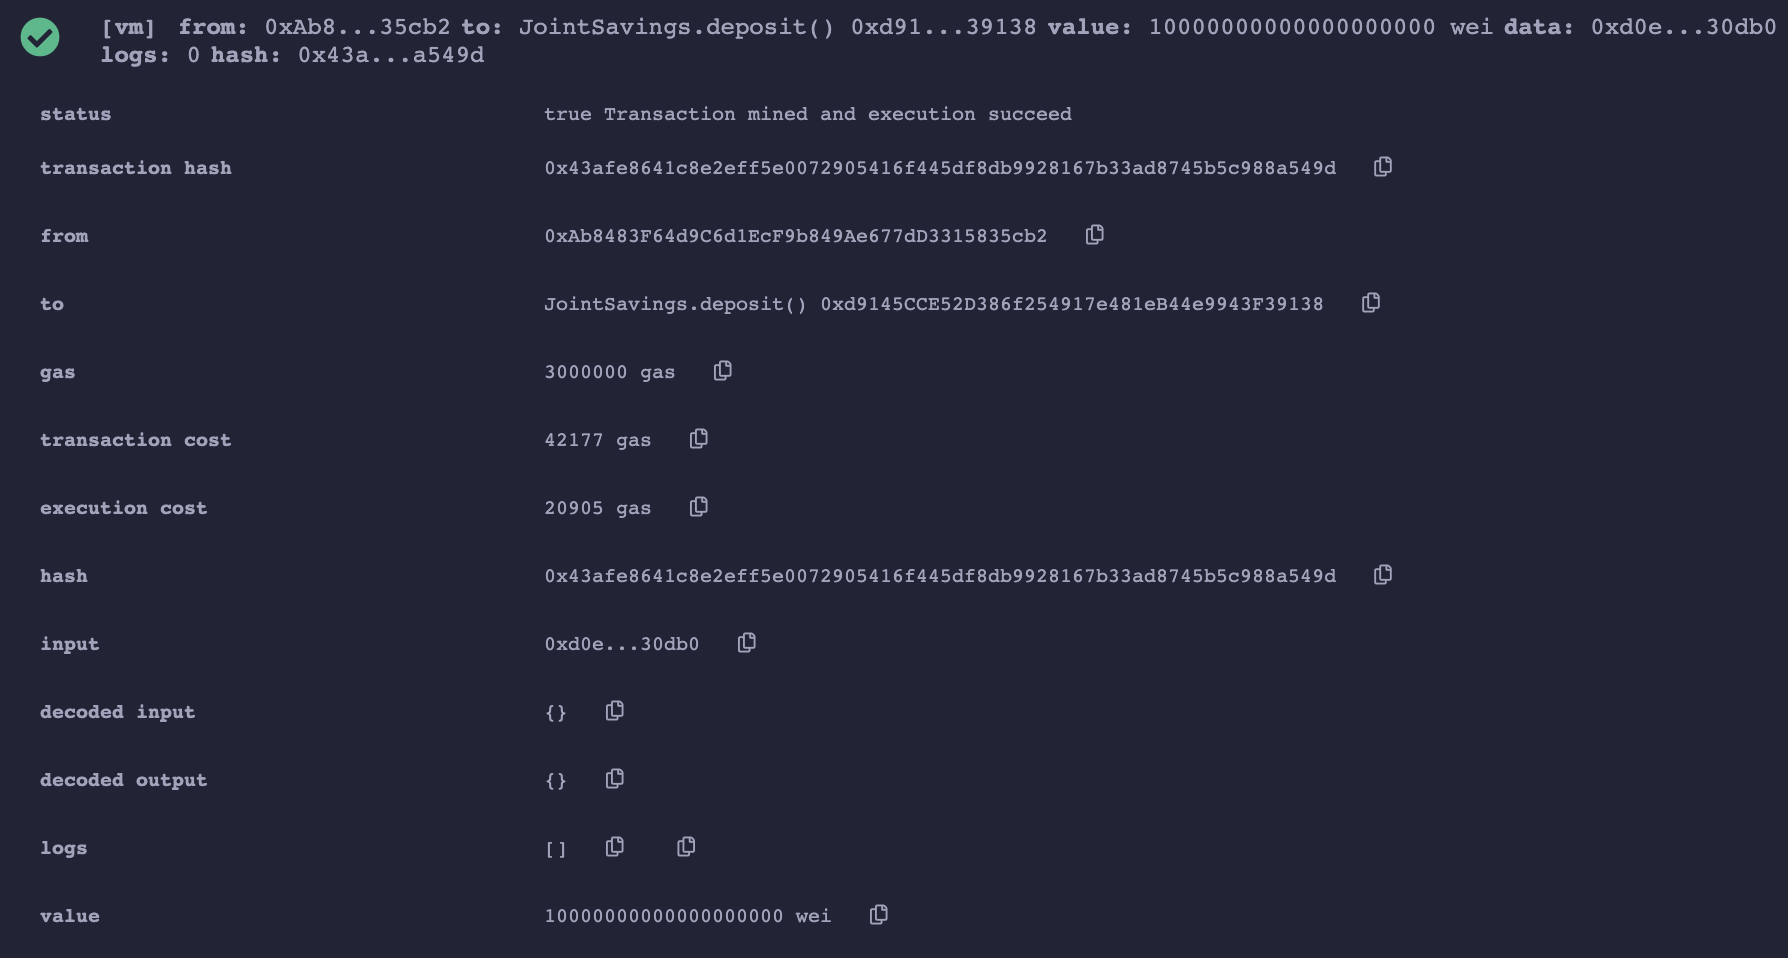 [vm] from: 0xAb8...35cb2 to: JointSavings.deposit() 0xd91...39138 value: 10000000000000000000 wei data: 0xd0e...30db0
logs: 0 hash: 0x43a...a549d
status true Transaction mined and execution succeed
transaction hash 0x43afe8641c8e2eff5e0072905416f445df8db9928167b33ad8745b5c988a549d
from 0xAb8483F64d9C6d1EcF9b849Ae677dD3315835cb2
to JointSavings.deposit() 0xd9145CCE52D386f254917e481eB44e9943F39138
gas 3000000 gas
transaction cost 42177 gas
execution cost 20905 gas
hash 0x43afe8641c8e2eff5e0072905416f445df8db9928167b33ad8745b5c988a549d
input 0xd0e...30db0
decoded input {}
decoded output {}
logs []
value 10000000000000000000 wei